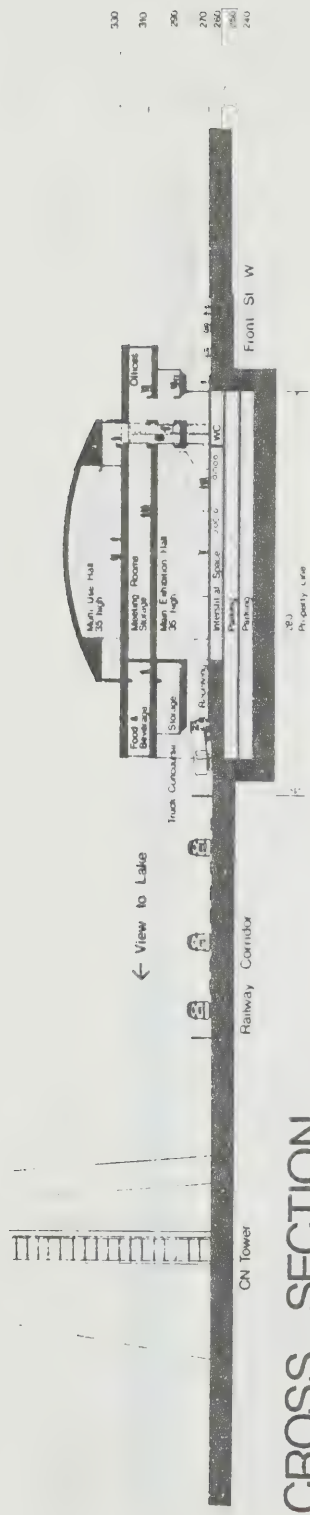 330
310
290
270
260
250
240
Multi Use Hall
35 high
Offices
Food &
Beverage
Meeting Rooms
Storage
Main Exhibition Hall
35 high
Storage
Truck Concourse
Receiving
Interstitial Space
WC
Parking
Parking
← View to Lake
CN Tower
Railway Corridor
Front St W
Property Line
CROSS SECTION